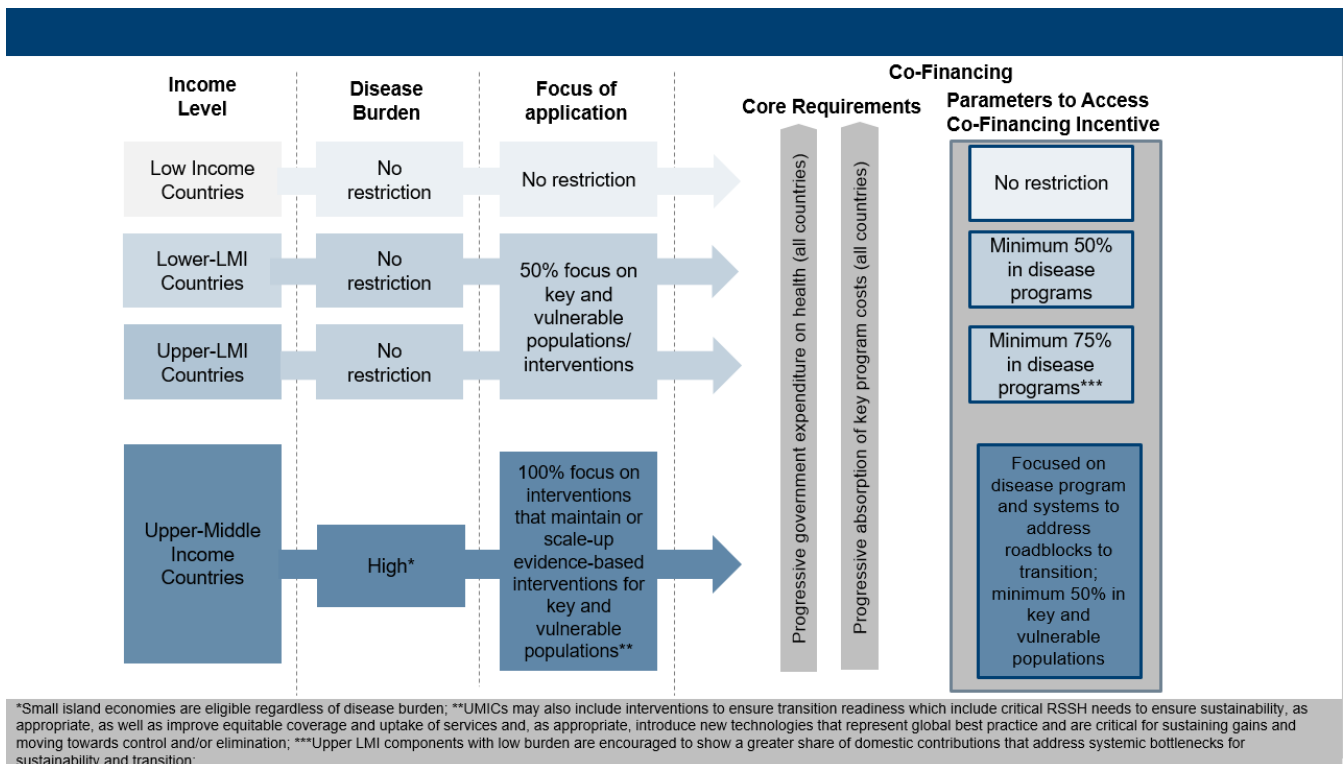 Income
Level
Disease
Burden
Focus of
application
Co-Financing
Core Requirements
Parameters to Access
Co-Financing Incentive
Low Income
Countries
No
restriction
No restriction
Lower-LMI
Countries
No
restriction
50% focus on
key and
vulnerable
populations/
interventions
Upper-LMI
Countries
No
restriction
Upper-Middle
Income
Countries
High*
100% focus on
interventions
that maintain or
scale-up
evidence-based
interventions for
key and
vulnerable
populations**
Progressive government expenditure on health (all countries)
Progressive absorption of key program costs (all countries)
No restriction
Minimum 50%
in disease
programs
Minimum 75%
in disease
programs***
Focused on
disease program
and systems to
address
roadblocks to
transition;
minimum 50% in
key and
vulnerable
populations
*Small island economies are eligible regardless of disease burden; **UMICs may also include interventions to ensure transition readiness which include critical RSSH needs to ensure sustainability, as
appropriate, as well as improve equitable coverage and uptake of services and, as appropriate, introduce new technologies that represent global best practice and are critical for sustaining gains and
moving towards control and/or elimination; ***Upper LMI components with low burden are encouraged to show a greater share of domestic contributions that address systemic bottlenecks for
sustainability and transition;